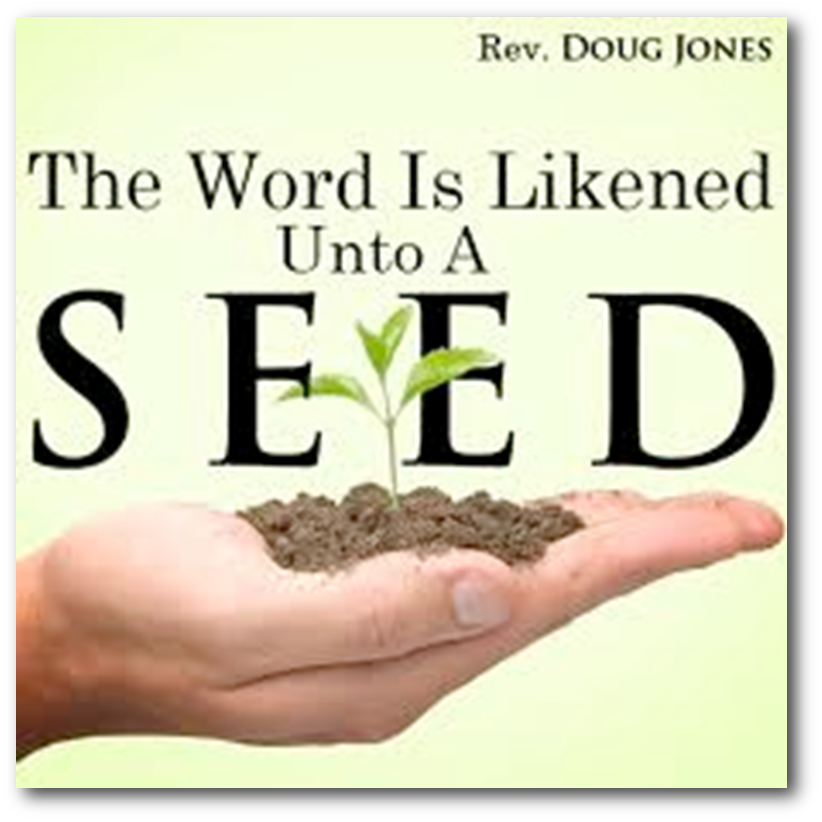 Rev. Doug Jones
The Word Is Likened
Unto A
SEED